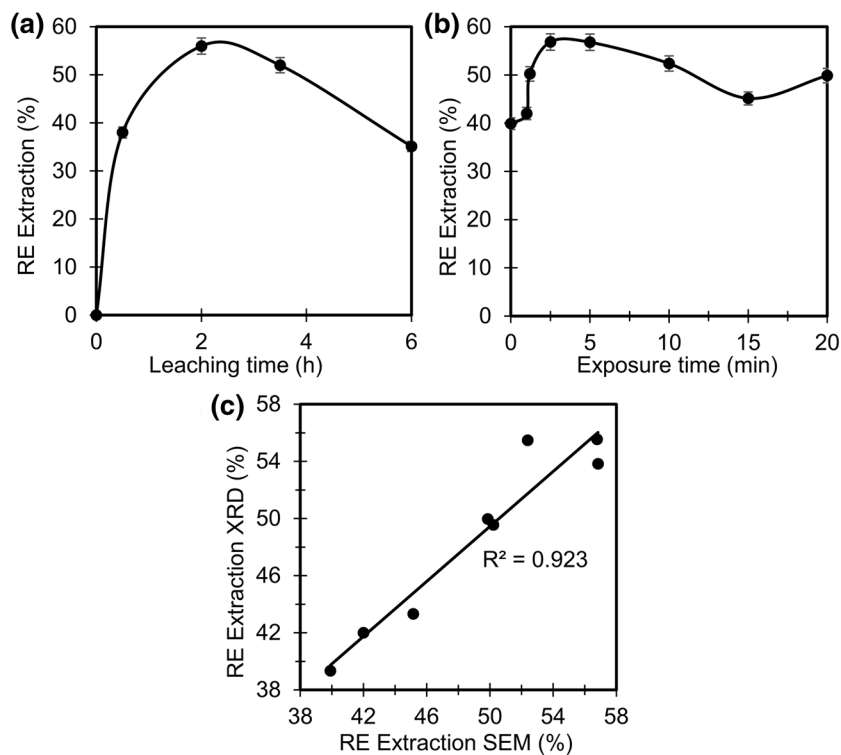 (a)
60
50
40
30
20
10
0
RE Extraction (%)
0 2 4 6
Leaching time (h)
(b)
60
50
40
30
20
10
0
RE Extraction (%)
0 5 10 15 20
Exposure time (min)
(c)
58
54
50
46
42
38
RE Extraction XRD (%)
R² = 0.923
38 42 46 50 54 58
RE Extraction SEM (%)